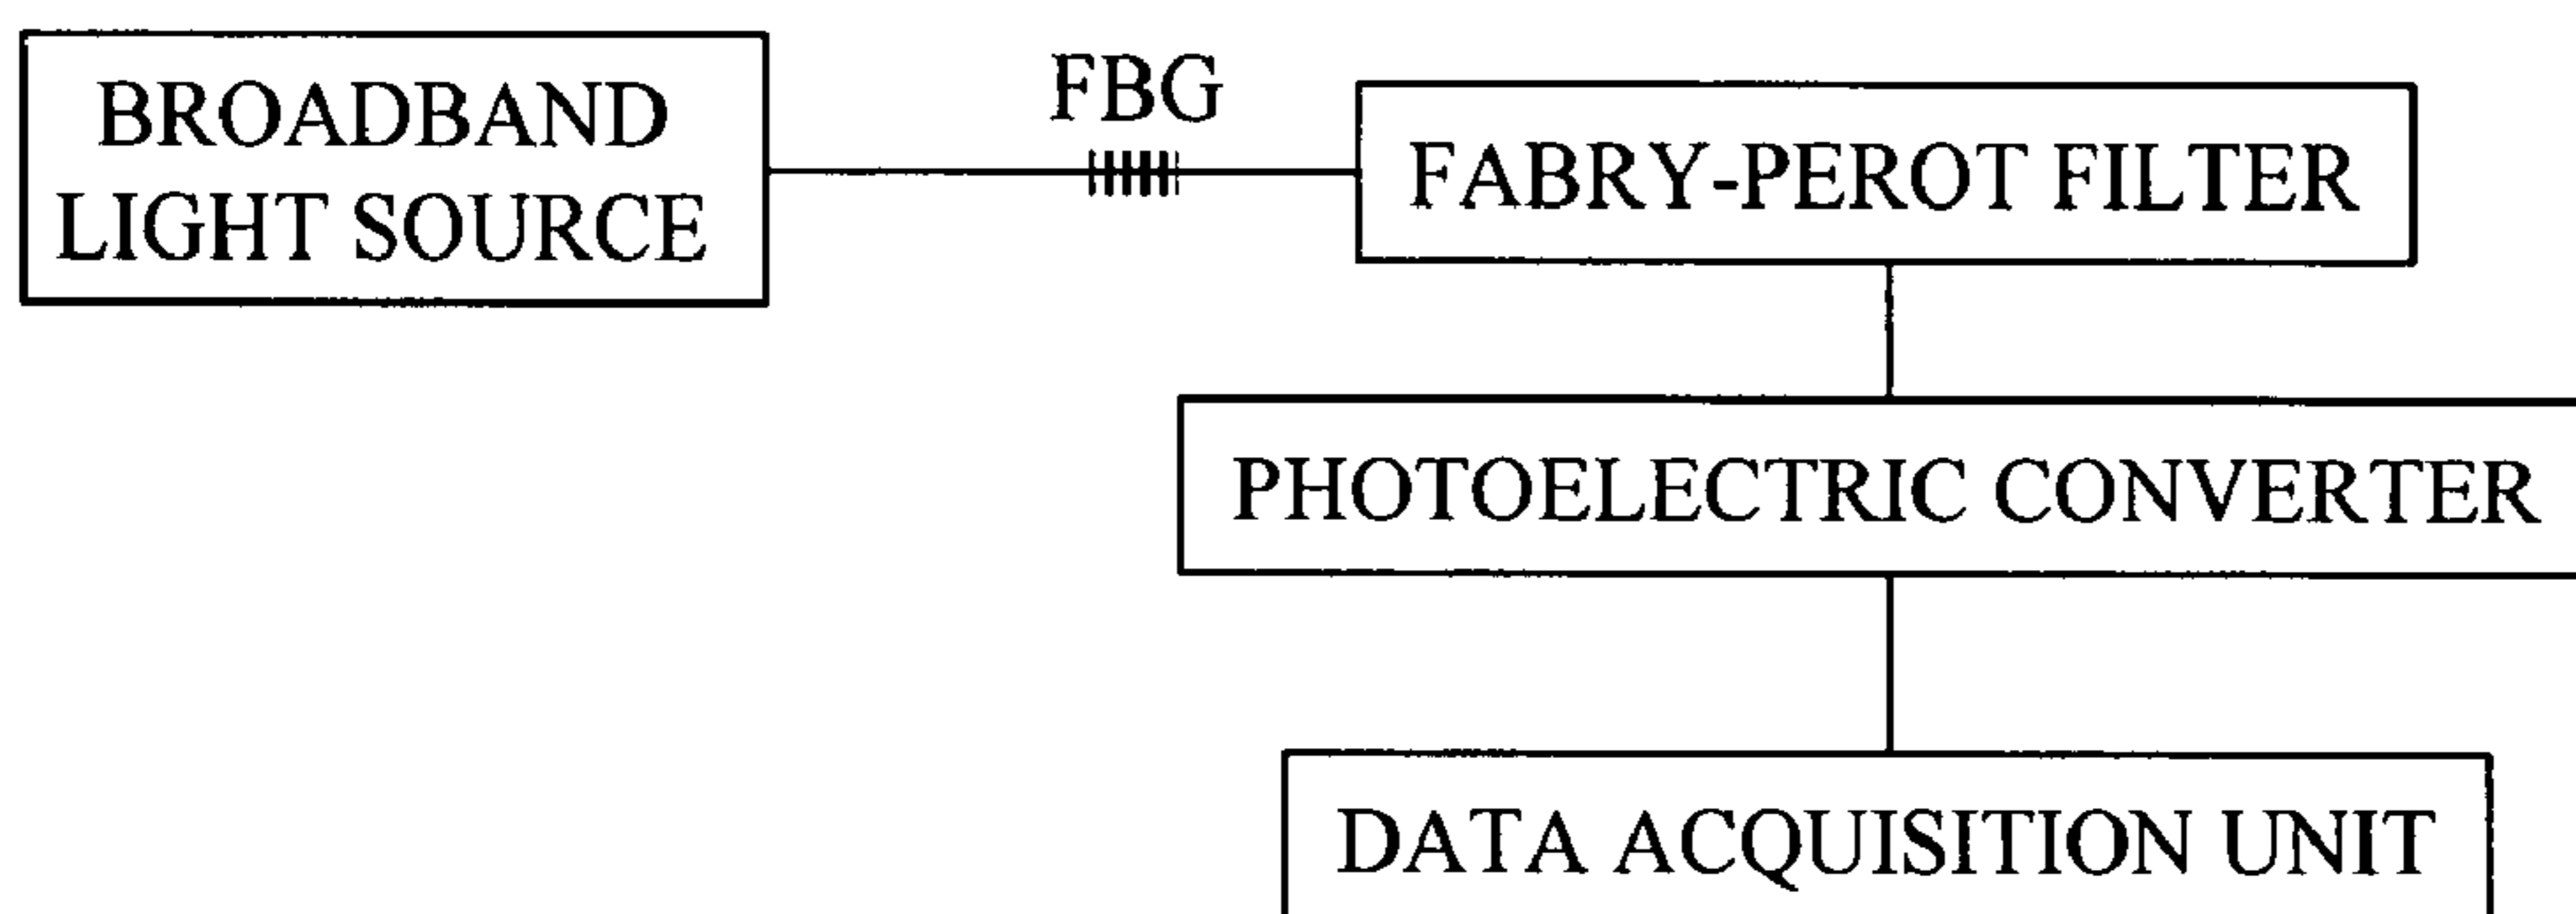 BROADBAND
LIGHT SOURCE
FBG
FABRY-PEROT FILTER
PHOTOELECTRIC CONVERTER
DATA ACQUISITION UNIT